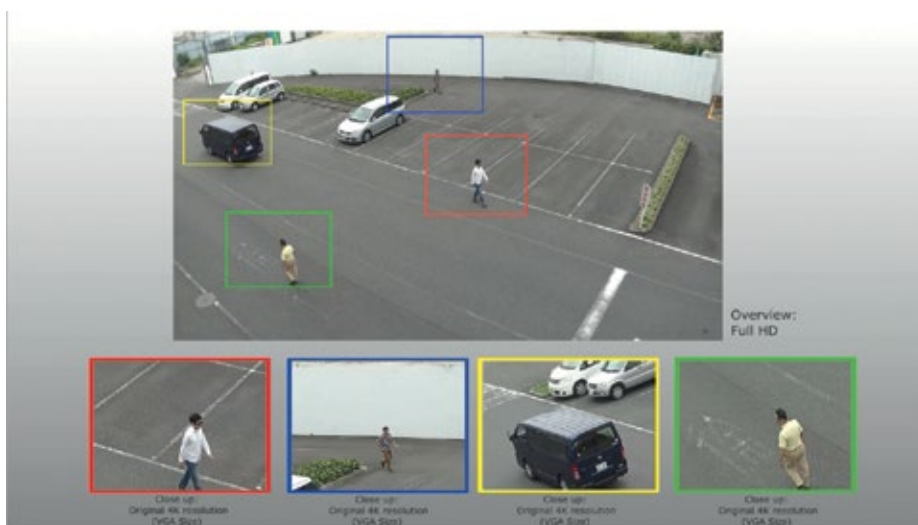 Overview:
Full HD
Close up:
Original 4K resolution
(VGA Size)
Close up:
Original 4K resolution
(VGA Size)
Close up:
Original 4K resolution
(VGA Size)
Close up:
Original 4K resolution
(VGA Size)